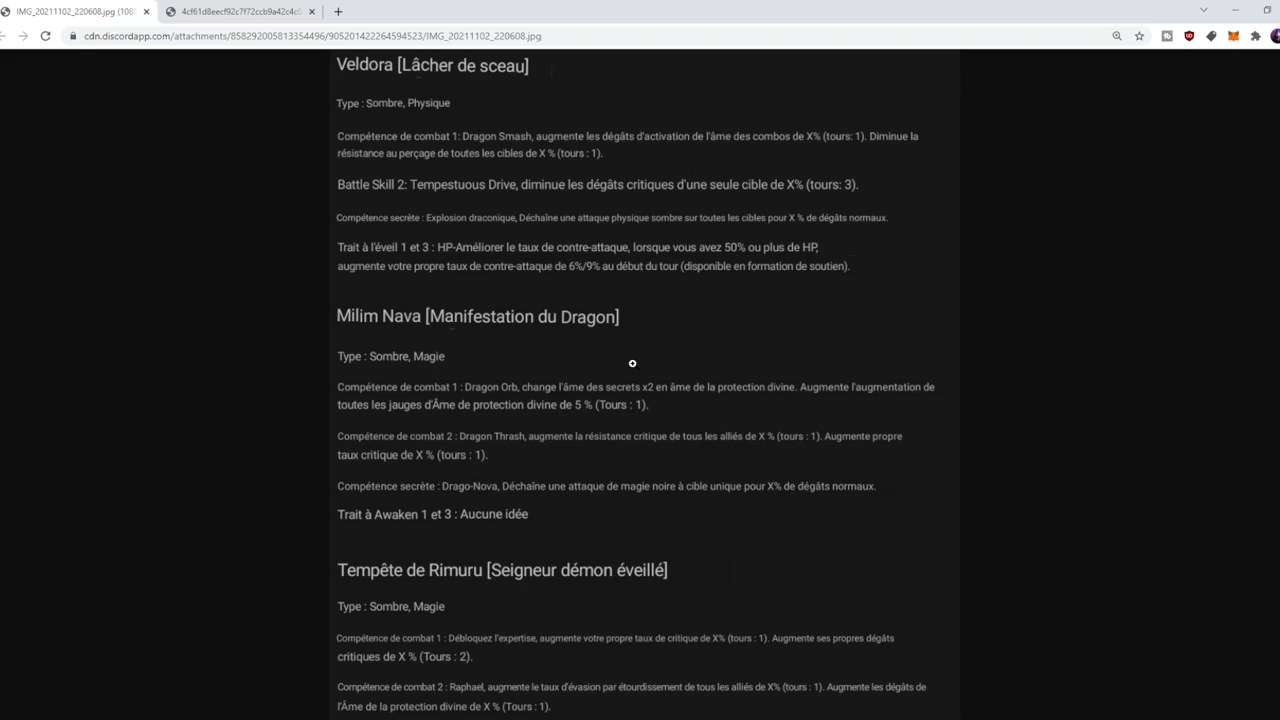 IMG_20211102_220608.jpg (1080
4cf61d8eecf92c7f72ccb9a42c4c0
cdn.discordapp.com/attachments/858292005813354496/905201422264594523/IMG_20211102_220608.jpg
Veldora [Lâcher de sceau]
Type : Sombre, Physique
Compétence de combat 1: Dragon Smash, augmente les dégâts d'activation de l'âme des combos de X% (tours: 1). Diminue la
résistance au perçage de toutes les cibles de X % (tours : 1).
Battle Skill 2: Tempestuous Drive, diminue les dégâts critiques d'une seule cible de X% (tours: 3).
Compétence secrète : Explosion draconique, Déchaîne une attaque physique sombre sur toutes les cibles pour X % de dégâts normaux.
Trait à l'éveil 1 et 3 : HP-Améliorer le taux de contre-attaque, lorsque vous avez 50% ou plus de HP,
augmente votre propre taux de contre-attaque de 6%/9% au début du tour (disponible en formation de soutien).
Milim Nava [Manifestation du Dragon]
Type : Sombre, Magie
Compétence de combat 1 : Dragon Orb, change l'âme des secrets x2 en âme de la protection divine. Augmente l'augmentation de
toutes les jauges d'Âme de protection divine de 5 % (Tours : 1).
Compétence de combat 2 : Dragon Thrash, augmente la résistance critique de tous les alliés de X % (tours : 1). Augmente propre
taux critique de X % (tours : 1).
Compétence secrète : Drago-Nova, Déchaîne une attaque de magie noire à cible unique pour X% de dégâts normaux.
Trait à Awaken 1 et 3 : Aucune idée
Tempête de Rimuru [Seigneur démon éveillé]
Type : Sombre, Magie
Compétence de combat 1 : Débloquez l'expertise, augmente votre propre taux de critique de X% (tours : 1). Augmente ses propres dégâts
critiques de X % (Tours : 2).
Compétence de combat 2 : Raphael, augmente le taux d'évasion par étourdissement de tous les alliés de X% (tours : 1). Augmente les dégâts de
l'Âme de la protection divine de X % (Tours : 1).